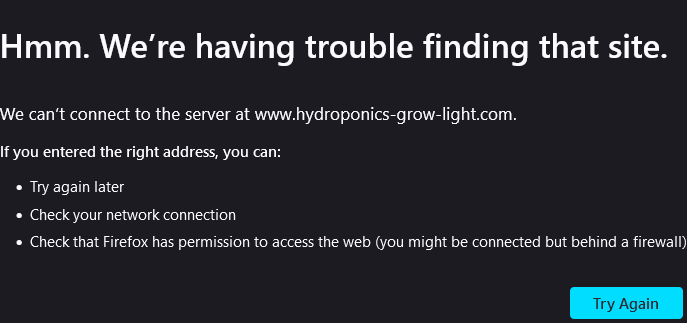 Hmm. We’re having trouble finding that site.
We can’t connect to the server at www.hydroponics-grow-light.com.
If you entered the right address, you can:
• Try again later
• Check your network connection
• Check that Firefox has permission to access the web (you might be connected but behind a firewall)
Try Again